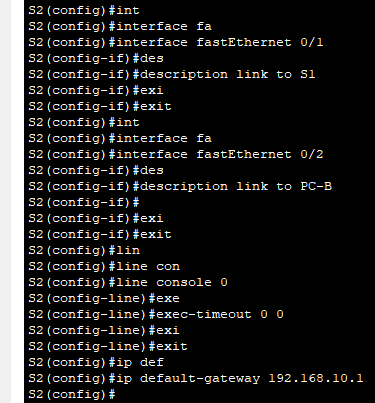 S2(config)#int
S2(config)#interface fa
S2(config)#interface fastEthernet 0/1
S2(config-if)#des
S2(config-if)#description link to S1
S2(config-if)#exi
S2(config-if)#exit
S2(config)#int
S2(config)#interface fa
S2(config)#interface fastEthernet 0/2
S2(config-if)#des
S2(config-if)#description link to PC-B
S2(config-if)#
S2(config-if)#exi
S2(config-if)#exit
S2(config)#lin
S2(config)#line con
S2(config)#line console 0
S2(config-line)#exe
S2(config-line)#exec-timeout 0 0
S2(config-line)#exi
S2(config-line)#exit
S2(config)#ip def
S2(config)#ip default-gateway 192.168.10.1
S2(config)#